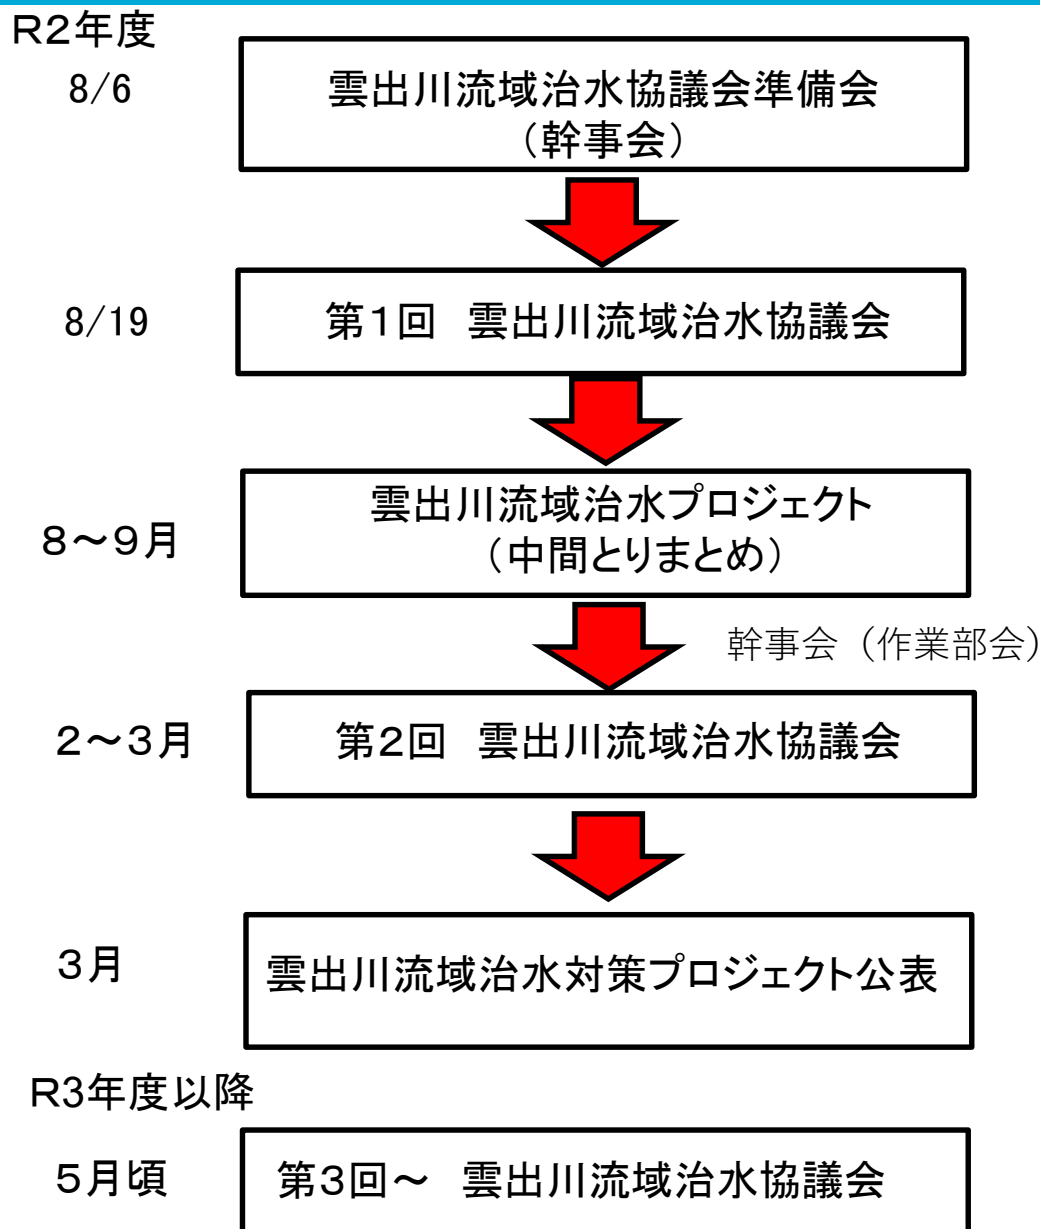 R2年度
8/6
雲出川流域治水協議会準備会
（幹事会）
8/19
第1回　雲出川流域治水協議会
8～9月
雲出川流域治水プロジェクト
（中間とりまとめ）
幹事会（作業部会）
2～3月
第2回　雲出川流域治水協議会
3月
雲出川流域治水対策プロジェクト公表
R3年度以降
5月頃
第3回～　雲出川流域治水協議会